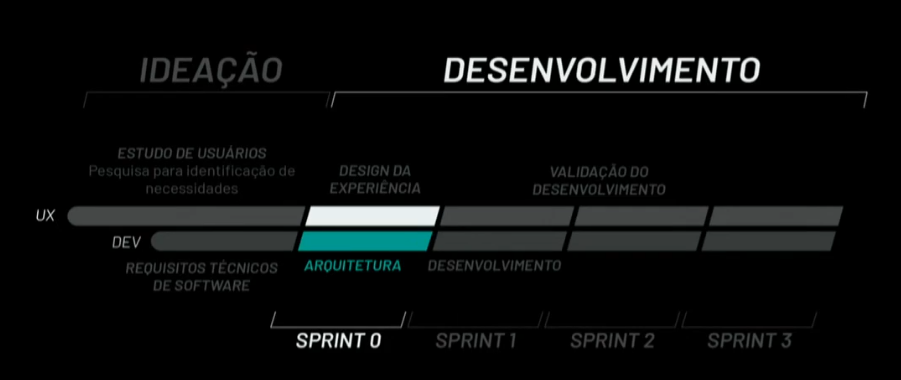 IDEAÇÃO
DESENVOLVIMENTO
ESTUDO DE USUÁRIOS
Pesquisa para identificação de
necessidades
DESIGN DA
EXPERIÊNCIA
VALIDAÇÃO DO
DESENVOLVIMENTO
UX
DEV
REQUISITOS TÉCNICOS
DE SOFTWARE
ARQUITETURA
DESENVOLVIMENTO
SPRINT 0
SPRINT 1
SPRINT 2
SPRINT 3